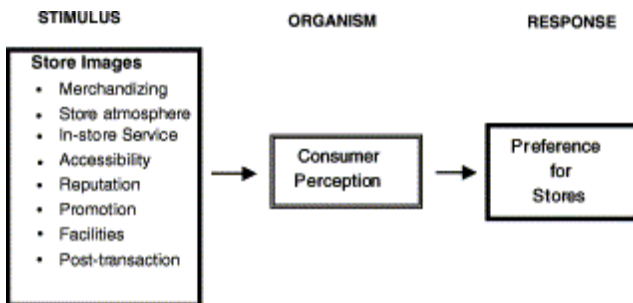 STIMULUS
ORGANISM
RESPONSE
Store Images
• Merchandizing
• Store atmosphere
• In-store Service
• Accessibility
• Reputation
• Promotion
• Facilities
• Post-transaction
Consumer
Perception
Preference
for
Stores